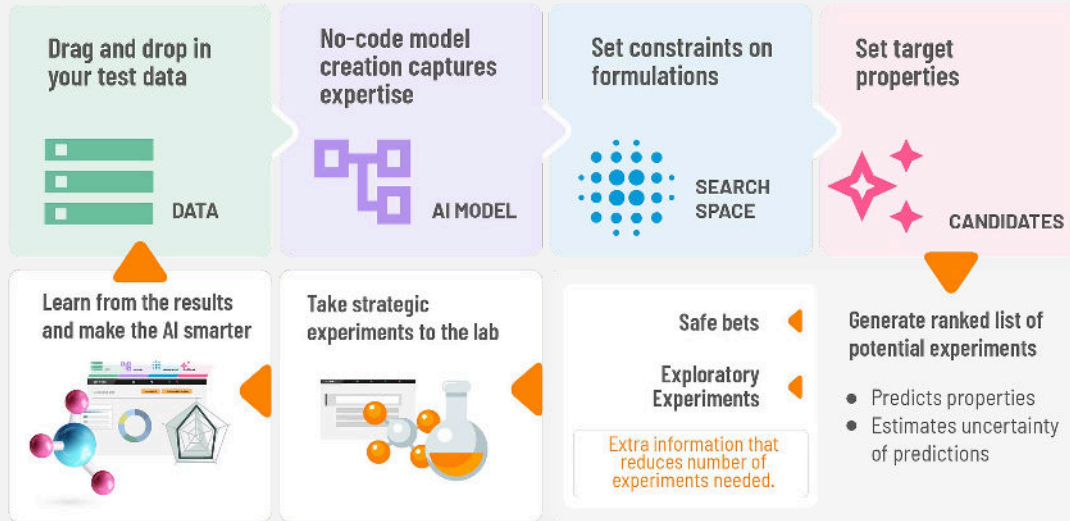 Drag and drop in
your test data
DATA
No-code model
creation captures
expertise
AI MODEL
Set constraints on
formulations
SEARCH
SPACE
Set target
properties
CANDIDATES
Learn from the results
and make the AI smarter
Take strategic
experiments to the lab
Safe bets
Exploratory
Experiments
Extra information that
reduces number of
experiments needed.
Generate ranked list of
potential experiments
● Predicts properties
● Estimates uncertainty
of predictions